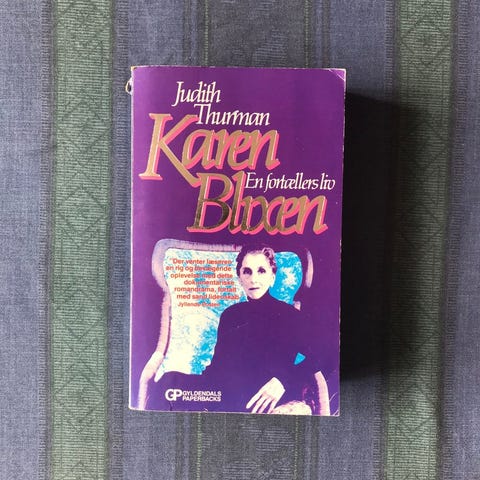 Judith
Thurman
Karen
En fortællers liv
Blixen
"Der venter læseren
en rig og bevægende
oplevelse med dette
dokumentariske
romandrama, fortalt
med sand lidenskab
Jyllands-Posten
GP GYLDENDALS
PAPERBACKS